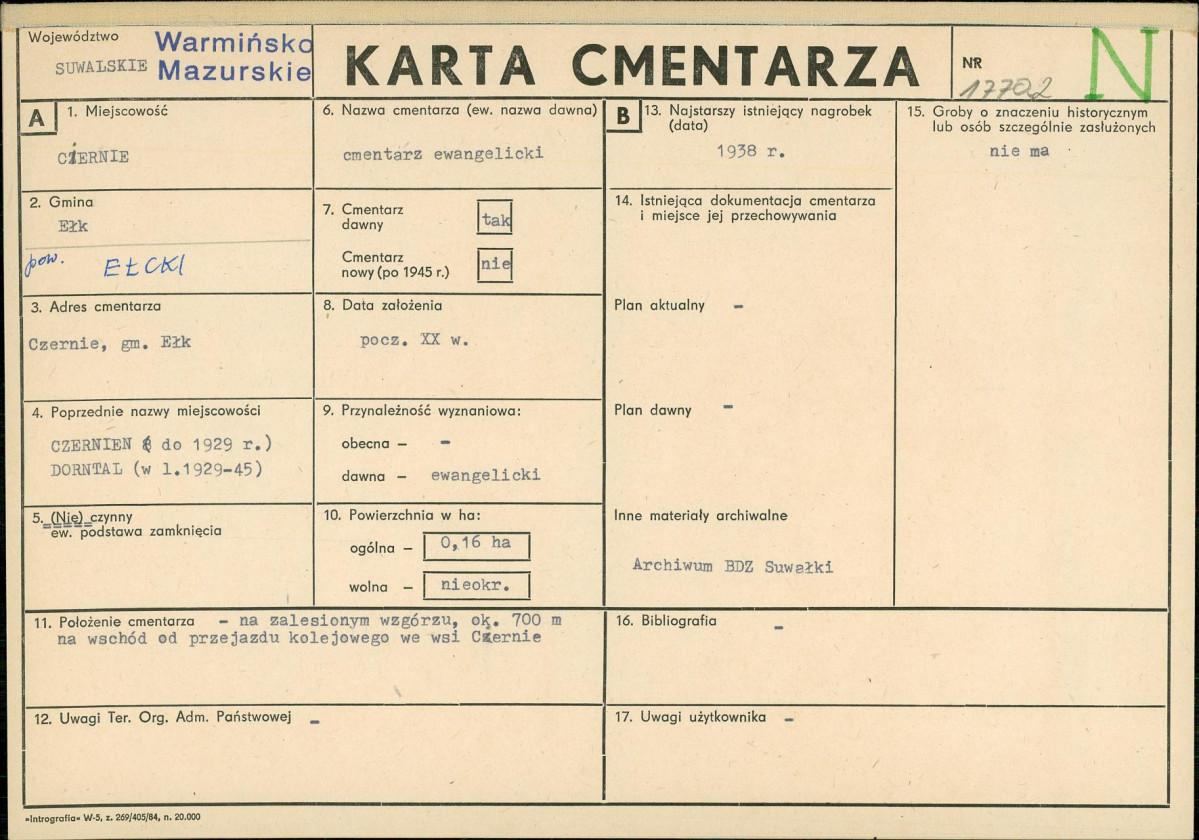 Województwo
SUWALSKIE
Warmińsko
Mazurskie
KARTA CMENTARZA
NR
17702
N
A
1. Miejscowość
CZERNIE
2. Gmina
Ełk
pow. EŁCKI
3. Adres cmentarza
Czernie, gm. Ełk
4. Poprzednie nazwy miejscowości
CZERNIEN ( do 1929 r.)
DORNTAL (w l.1929-45)
5. (Nie) czynny
ew. podstawa zamknięcia
6. Nazwa cmentarza (ew. nazwa dawna)
cmentarz ewangelicki
7. Cmentarz
dawny
tak
Cmentarz
nowy (po 1945 r.)
nie
8. Data założenia
pocz. XX w.
9. Przynależność wyznaniowa:
obecna — -
dawna — ewangelicki
10. Powierzchnia w ha:
ogólna — 0,16 ha
wolna — nieokr.
11. Położenie cmentarza - na zalesionym wzgórzu, ok. 700 m
na wschód od przejazdu kolejowego we wsi Czernie
12. Uwagi Ter. Org. Adm. Państwowej -
B
13. Najstarszy istniejący nagrobek
(data)
1938 r.
14. Istniejąca dokumentacja cmentarza
i miejsce jej przechowywania
Plan aktualny -
Plan dawny -
Inne materiały archiwalne
Archiwum BDZ Suwałki
15. Groby o znaczeniu historycznym
lub osób szczególnie zasłużonych
nie ma
16. Bibliografia -
17. Uwagi użytkownika -
»Intrografia« W-5, z. 269/405/84, n. 20.000